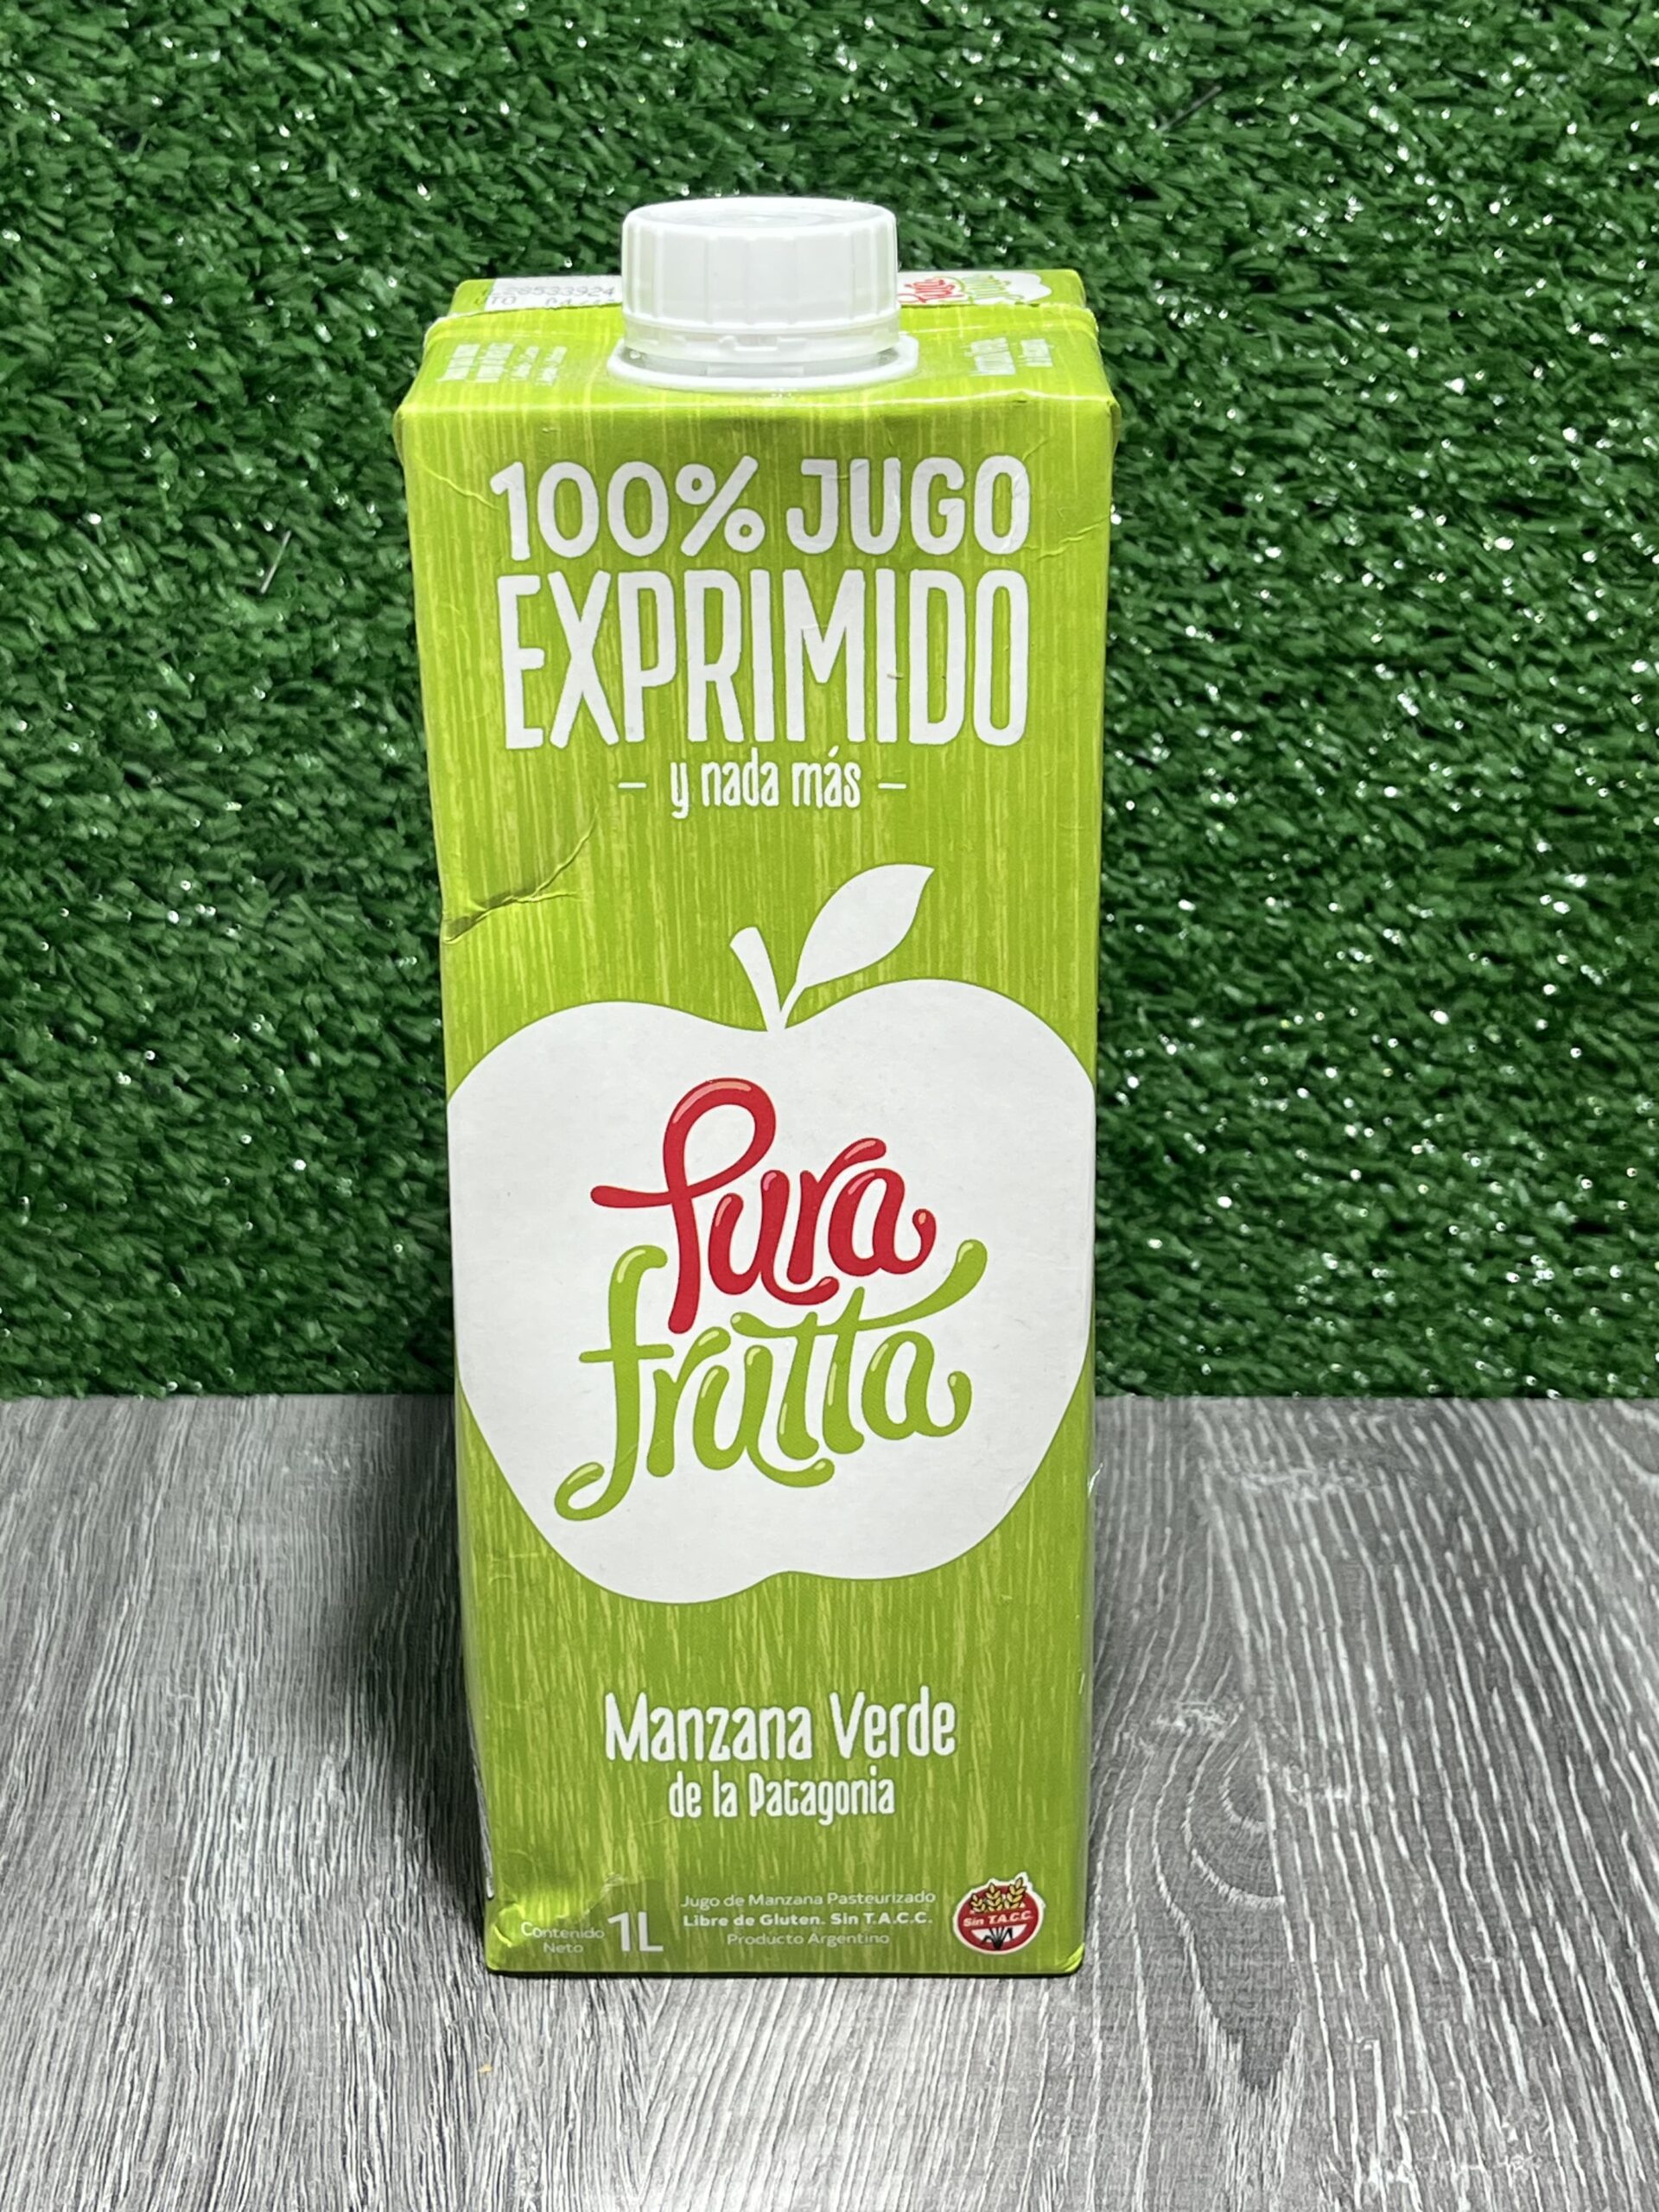 100% JUGO
EXPRIMIDO
– y nada más –
Pura
frutta
Manzana Verde
de la Patagonia
Contenido
Neto
1L
Jugo de Manzana Pasteurizado
Libre de Gluten. Sin T.A.C.C.
Producto Argentino
Sin T.A.C.C.